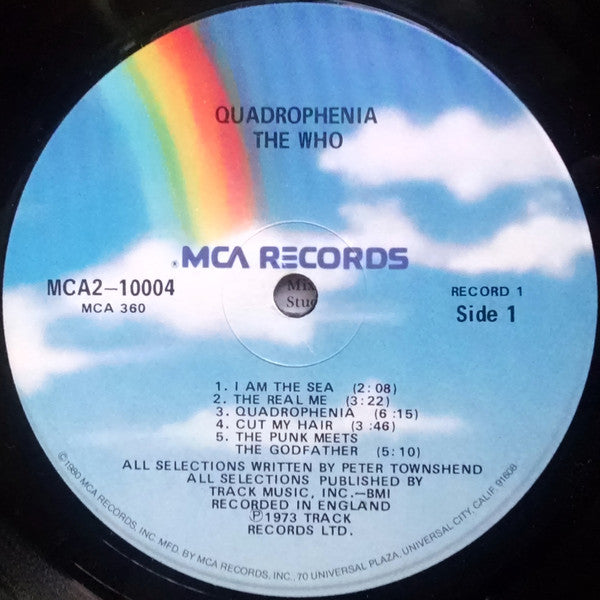 QUADROPHENIA
THE WHO
®MCA RECORDS
MCA2-10004
MCA 360
RECORD 1
Side 1
Mix
Stu
1. I AM THE SEA (2:08)
2. THE REAL ME (3:22)
3. QUADROPHENIA (6:15)
4. CUT MY HAIR (3:46)
5. THE PUNK MEETS
THE GODFATHER (5:10)
ALL SELECTIONS WRITTEN BY PETER TOWNSHEND
ALL SELECTIONS PUBLISHED BY
TRACK MUSIC, INC.—BMI
RECORDED IN ENGLAND
Ⓟ1973 TRACK
RECORDS LTD.
©1980 MCA RECORDS, INC. MFD. BY MCA RECORDS, INC., 70 UNIVERSAL PLAZA, UNIVERSAL CITY, CALIF. 91608